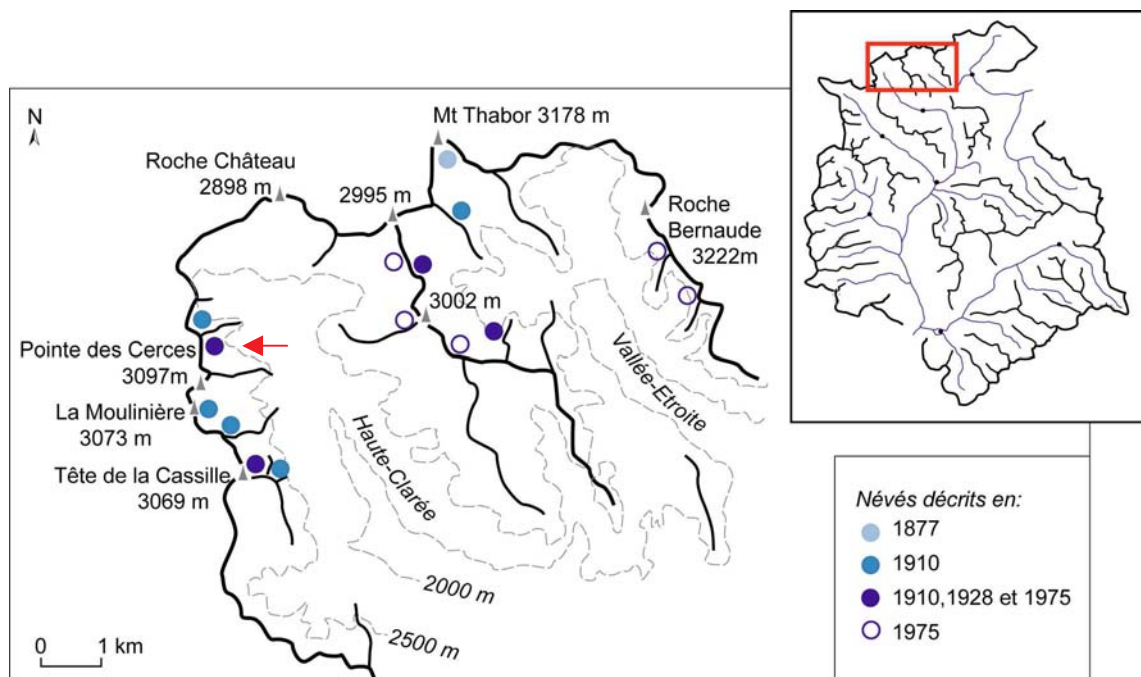 N
Mt Thabor 3178 m
Roche Château
2898 m
2995 m
Roche
Bernaude
3222m
3002 m
Pointe des Cerces
3097m
La Moulinière
3073 m
Tête de la Cassille
3069 m
Haute-Clarée
Vallée-Etroite
2000 m
2500 m
0 1 km
Névés décrits en:
1877
1910
1910,1928 et 1975
1975